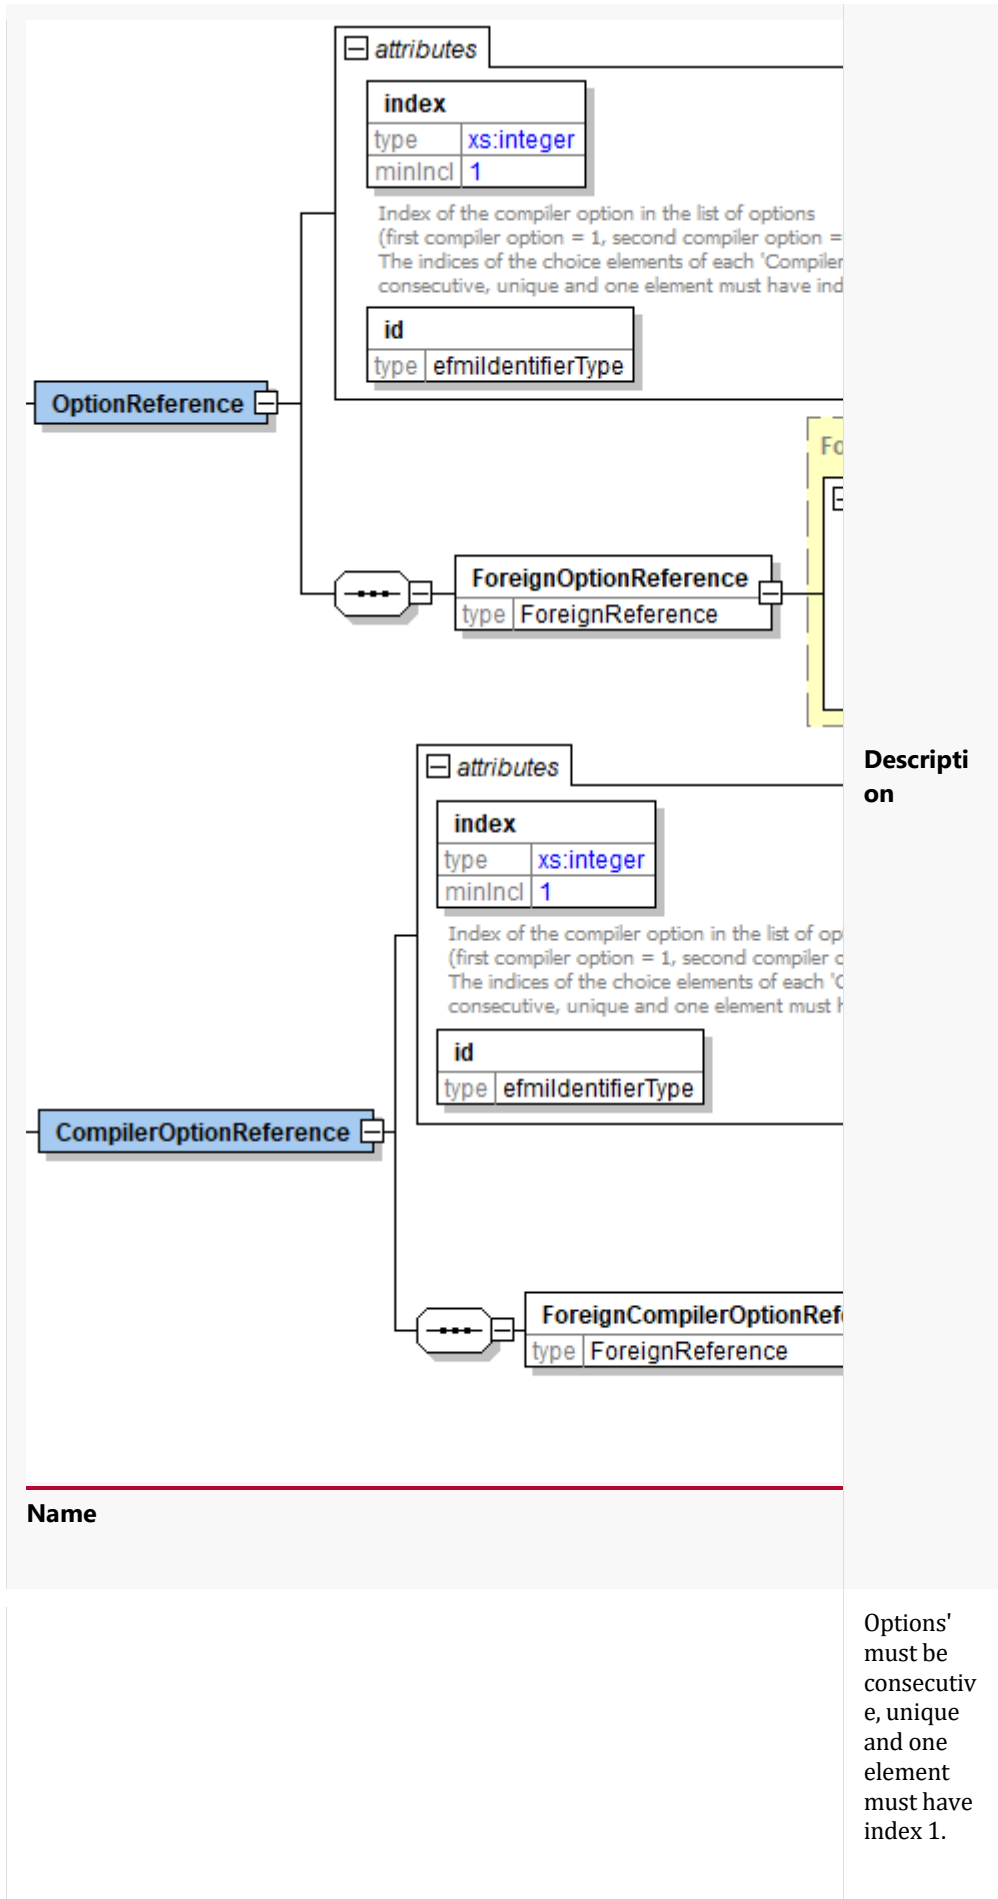 attributes
index
type xs:integer
minIncl 1
Index of the compiler option in the list of options
(first compiler option = 1, second compiler option =
The indices of the choice elements of each 'Compiler
consecutive, unique and one element must have ind
id
type efmiIdentifierType
OptionReference
Fo
ForeignOptionReference
type ForeignReference
Descripti
on
attributes
index
type xs:integer
minIncl 1
Index of the compiler option in the list of op
(first compiler option = 1, second compiler o
The indices of the choice elements of each 'C
consecutive, unique and one element must h
id
type efmiIdentifierType
CompilerOptionReference
ForeignCompilerOptionRef
type ForeignReference
Name
Options'
must be
consecutiv
e, unique
and one
element
must have
index 1.